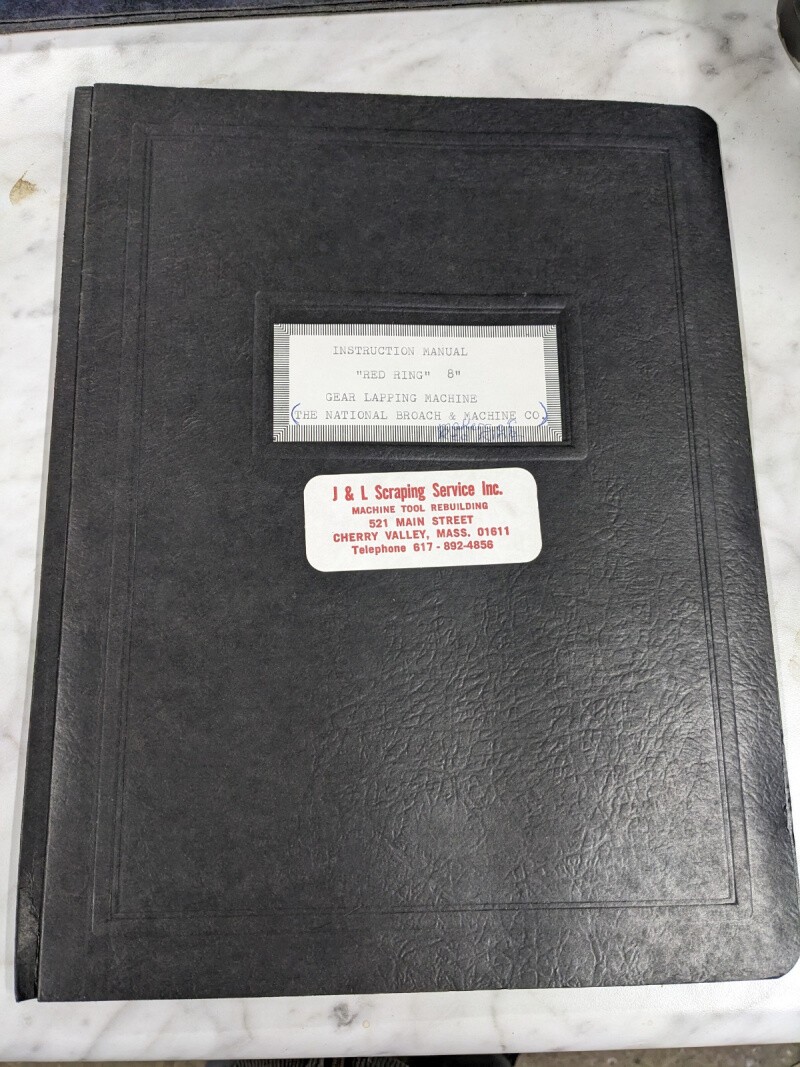 INSTRUCTION MANUAL
"RED RING" 8"
GEAR LAPPING MACHINE
(THE NATIONAL BROACH & MACHINE CO)
J & L Scraping Service Inc.
MACHINE TOOL REBUILDING
521 MAIN STREET
CHERRY VALLEY, MASS. 01611
Telephone 617 - 892-4856